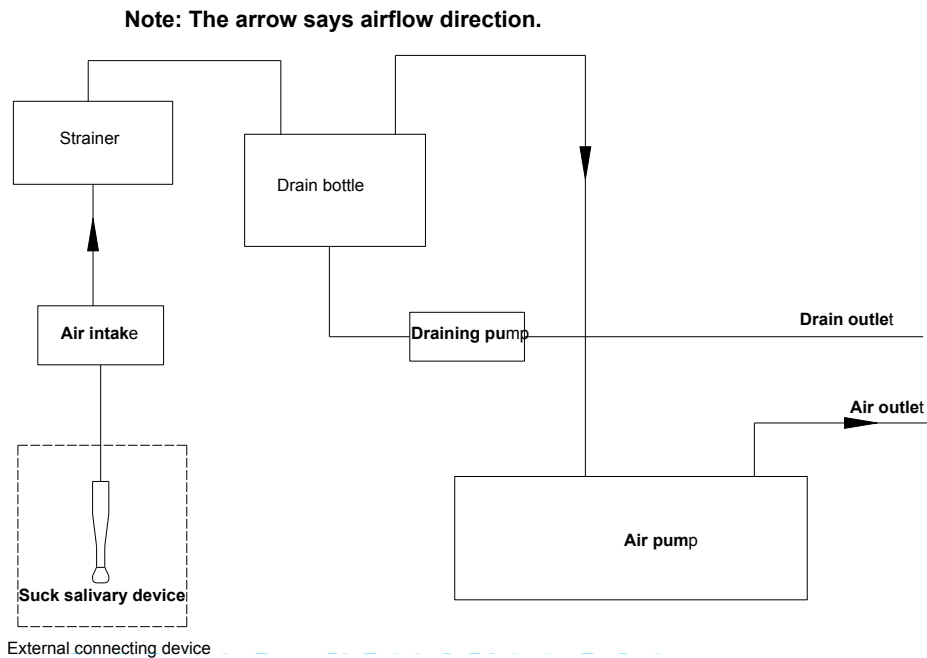 Note: The arrow says airflow direction.
Strainer
Drain bottle
Air intake
Draining pump
Drain outlet
Air outlet
Air pump
Suck salivary device
External connecting device